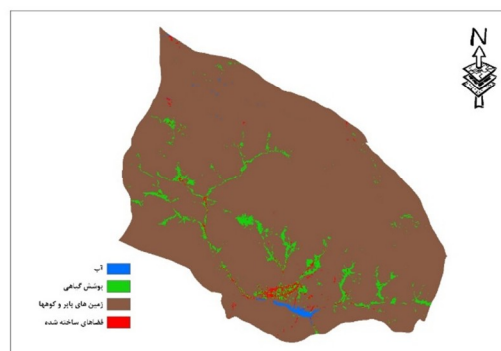 N
آب
پوشش گیاهی
زمین های بایر و کوهها
فضاهای ساخته شده